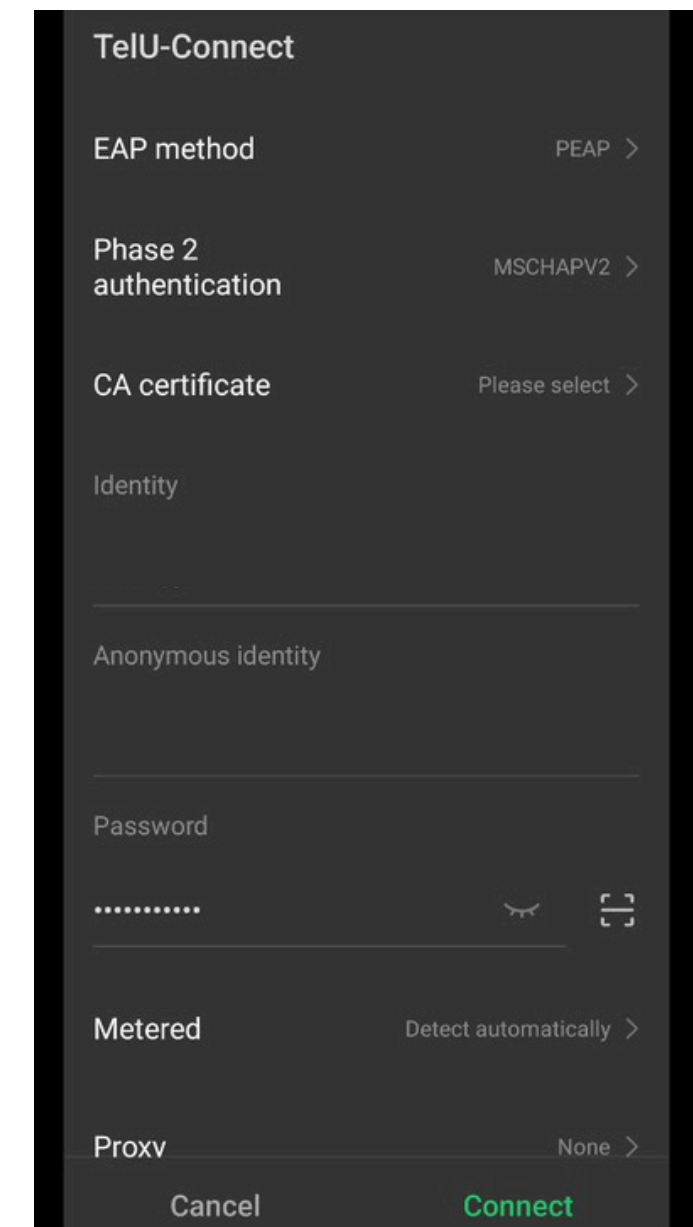 TelU-Connect
EAP method PEAP
Phase 2
authentication MSCHAPV2
CA certificate Please select
Identity
Anonymous identity
Password
•••••••••••
Metered Detect automatically
Proxy None
Cancel Connect